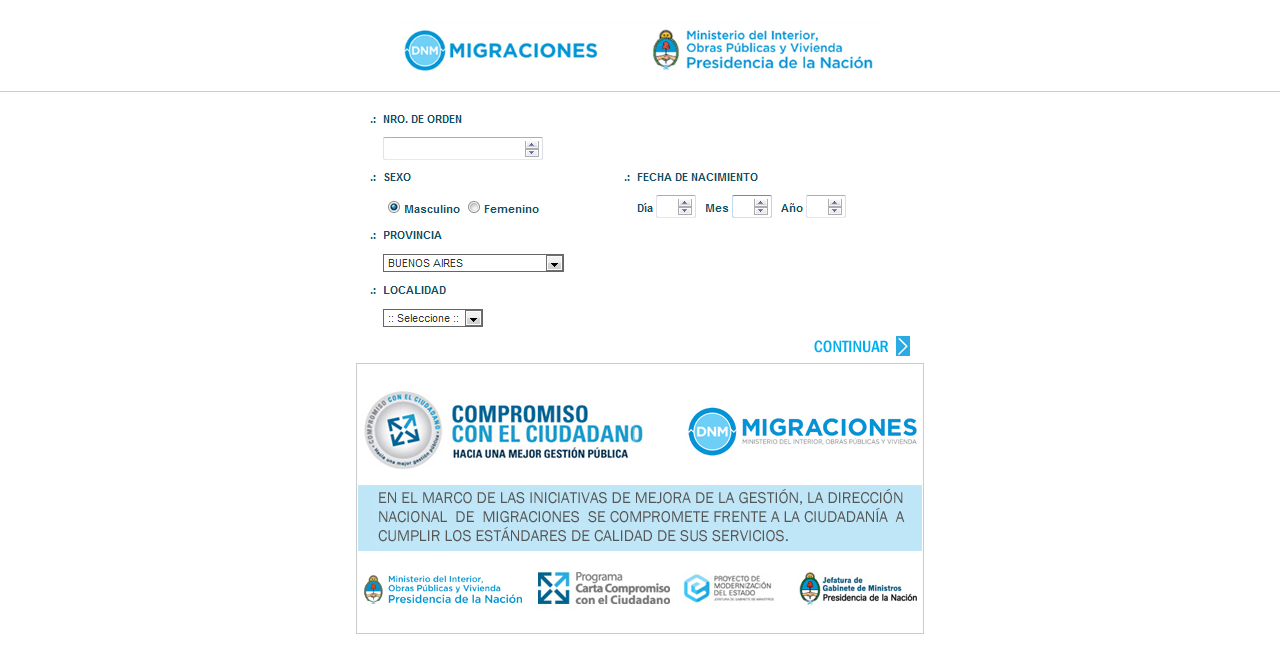 DNM MIGRACIONES
Ministerio del Interior,
Obras Públicas y Vivienda
Presidencia de la Nación
.: NRO. DE ORDEN
.: SEXO
.: FECHA DE NACIMIENTO
Masculino Femenino
Día Mes Año
.: PROVINCIA
BUENOS AIRES
.: LOCALIDAD
:: Seleccione ::
CONTINUAR
COMPROMISO CON EL CIUDADANO
Hacia una mejor gestión pública
COMPROMISO
CON EL CIUDADANO
HACIA UNA MEJOR GESTIÓN PÚBLICA
DNM MIGRACIONES
MINISTERIO DEL INTERIOR, OBRAS PÚBLICAS Y VIVIENDA
EN EL MARCO DE LAS INICIATIVAS DE MEJORA DE LA GESTIÓN, LA DIRECCIÓN
NACIONAL DE MIGRACIONES SE COMPROMETE FRENTE A LA CIUDADANÍA A
CUMPLIR LOS ESTÁNDARES DE CALIDAD DE SUS SERVICIOS.
Ministerio del Interior,
Obras Públicas y Vivienda
Presidencia de la Nación
Programa
Carta Compromiso
con el Ciudadano
PROYECTO DE
MODERNIZACIÓN
DEL ESTADO
JEFATURA DE GABINETE DE MINISTROS
Jefatura de
Gabinete de Ministros
Presidencia de la Nación